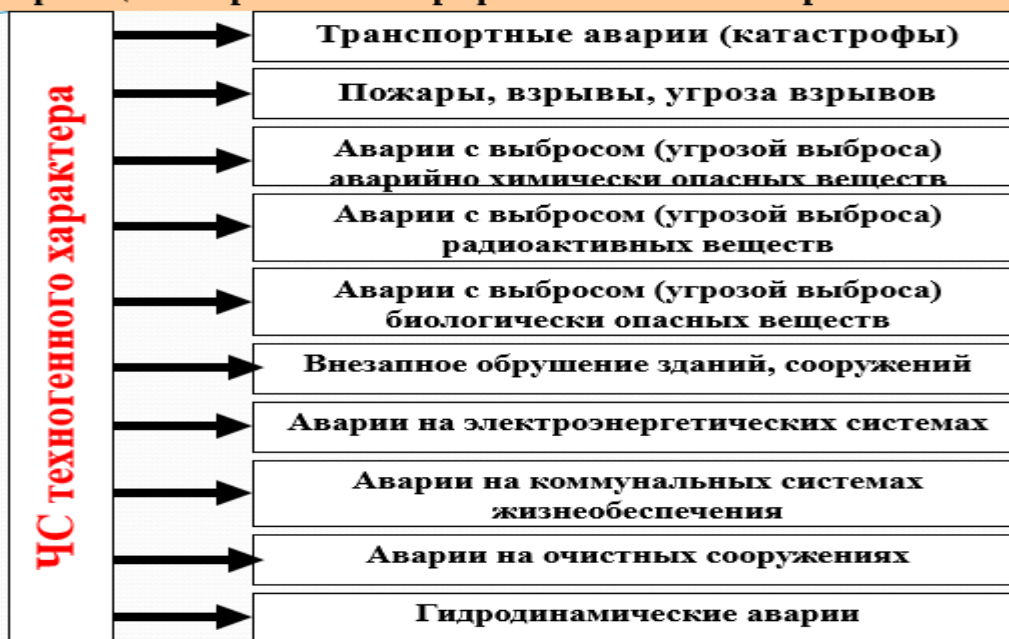 ЧС техногенного характера
Транспортные аварии (катастрофы)
Пожары, взрывы, угроза взрывов
Аварии с выбросом (угрозой выброса)
аварийно химически опасных веществ
Аварии с выбросом (угрозой выброса)
радиоактивных веществ
Аварии с выбросом (угрозой выброса)
биологически опасных веществ
Внезапное обрушение зданий, сооружений
Аварии на электроэнергетических системах
Аварии на коммунальных системах
жизнеобеспечения
Аварии на очистных сооружениях
Гидродинамические аварии